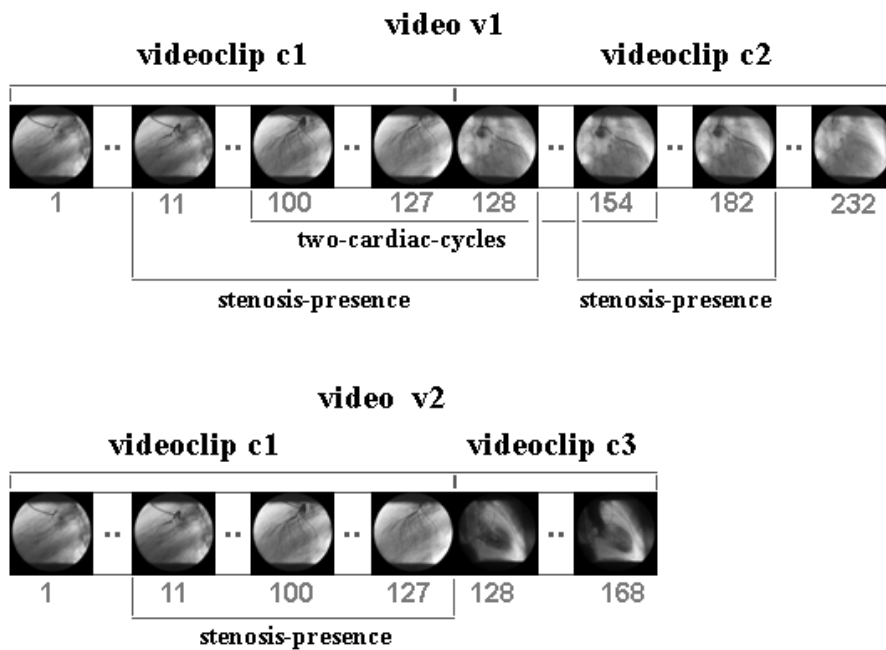 video v1
videoclip c1 videoclip c2
.. .. .. .. .. ..
1 11 100 127 128 154 182 232
two-cardiac-cycles
stenosis-presence stenosis-presence
video v2
videoclip c1 videoclip c3
.. .. .. ..
1 11 100 127 128 168
stenosis-presence